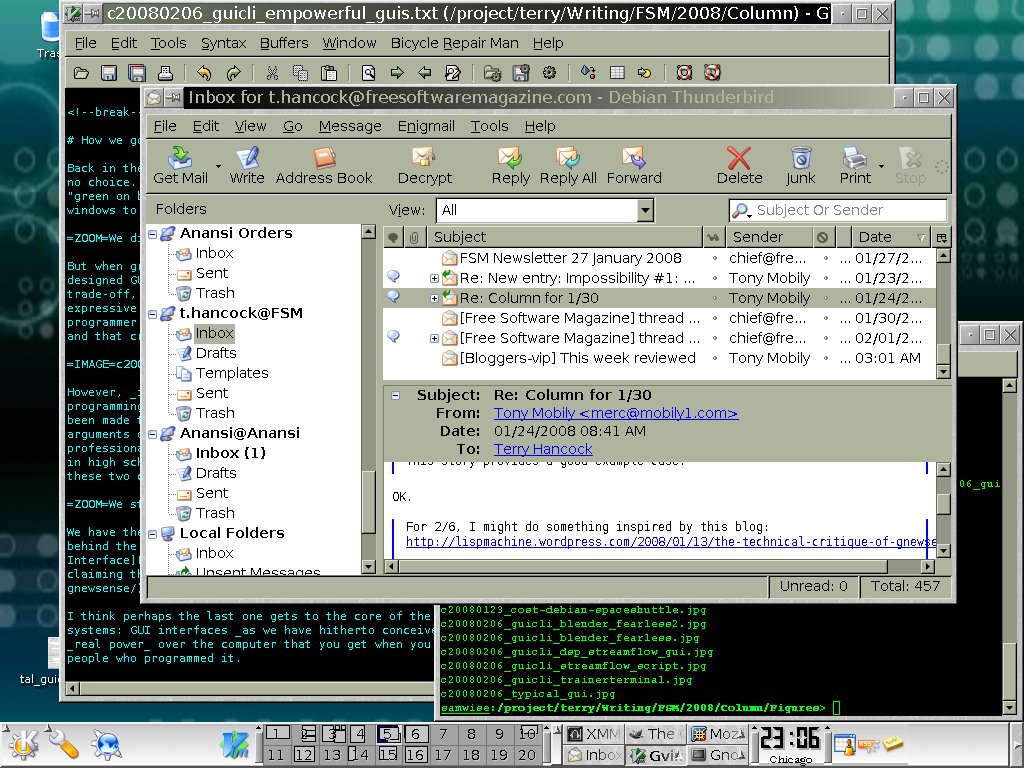 c20080206_guicli_empowerful_guis.txt (/project/terry/Writing/FSM/2008/Column) - G
File Edit Tools Syntax Buffers Window Bicycle Repair Man Help
Tras
<!--break--
# How we go
Back in the
no choice.
"green on b
windows to
=ZOOM=We di
But when gr
designed GU
trade-off,
expressive
programmer
and that cr
=IMAGE=c20
However, _i
programming
been made f
arguments o
professiona
in high sch
these two c
=ZOOM=We st
We have the
behind the
Interface]
claiming th
gnewsense/)
I think perhaps the last one gets to the core of the
systems: GUI interfaces _as we have hitherto conceive
_real power_ over the computer that you get when you
people who programmed it.
Inbox for t.hancock@freesoftwaremagazine.com - Debian Thunderbird
File Edit View Go Message Enigmail Tools Help
Get Mail Write Address Book Decrypt Reply Reply All Forward Delete Junk Print Stop
Folders
View: All Subject Or Sender
Anansi Orders
Inbox
Sent
Trash
t.hancock@FSM
Inbox
Drafts
Templates
Sent
Trash
Anansi@Anansi
Inbox (1)
Drafts
Sent
Trash
Local Folders
Inbox
Unsent Messages
Subject Sender Date
FSM Newsletter 27 January 2008 chief@fre... ... 01/27/2...
Re: New entry: Impossibility #1: ... Tony Mobily ... 01/23/2...
Re: Column for 1/30 Tony Mobily ... 01/24/2...
[Free Software Magazine] thread ... chief@fre... ... 01/30/2...
[Free Software Magazine] thread ... chief@fre... ... 02/01/2...
[Bloggers-vip] This week reviewed Tony Mobily ... 03:01 AM
Subject: Re: Column for 1/30
From: Tony Mobily <merc@mobily1.com>
Date: 01/24/2008 08:41 AM
To: Terry Hancock
This story provides a good example case.
OK.
For 2/6, I might do something inspired by this blog:
http://lispmachine.wordpress.com/2008/01/13/the-technical-critique-of-gnewse
Unread: 0 Total: 457
06_gui
c20080123_cost-debian-spaceshuttle.jpg
c20080206_guicli_blender_fearless2.jpg
c20080206_guicli_blender_fearless.jpg
c20080206_guicli_dsp_streamflow_gui.jpg
c20080206_guicli_streamflow_script.jpg
c20080206_guicli_trainerterminal.jpg
c20080206_typical_gui.jpg
samwise:/project/terry/Writing/FSM/2008/Column/Figures>
tal_guic
1 2 3 4 5 6 7 8 9 10
11 12 13 14 15 16 17 18 19 20
XMM The Moz
Inbo Gvi Gno
23:06
Chicago